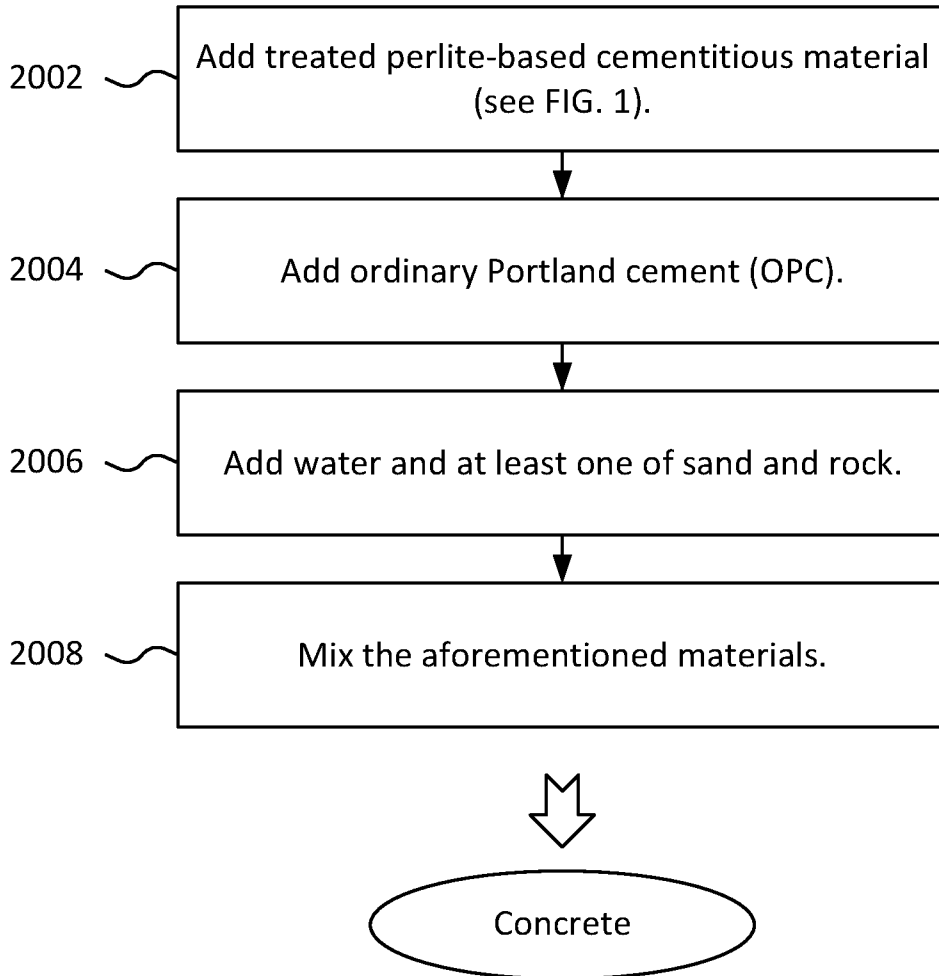 2002
Add treated perlite-based cementitious material
(see FIG. 1).
2004
Add ordinary Portland cement (OPC).
2006
Add water and at least one of sand and rock.
2008
Mix the aforementioned materials.
Concrete